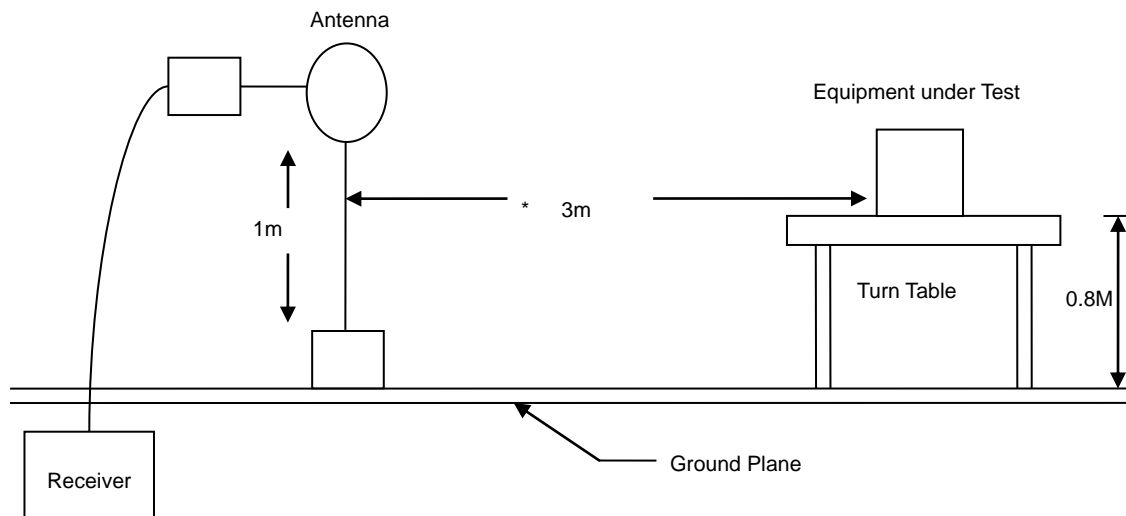 Antenna
Equipment under Test
* 3m
1m
Turn Table
0.8M
Ground Plane
Receiver